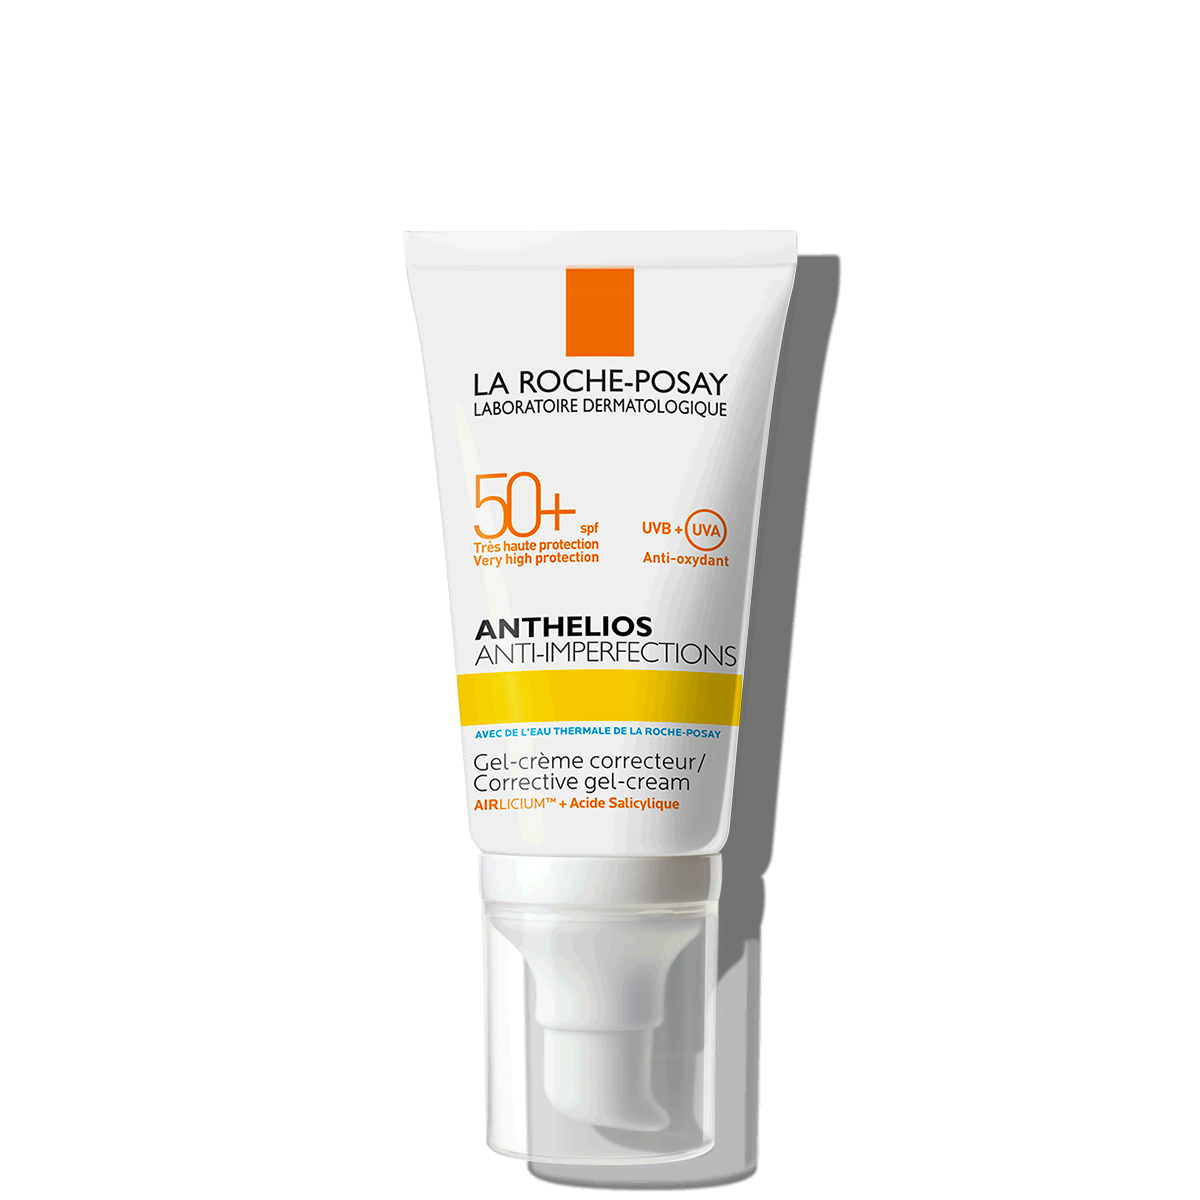 LA ROCHE-POSAY
LABORATOIRE DERMATOLOGIQUE
50+ spf
Très haute protection
Very high protection
UVB + UVA
Anti-oxydant
ANTHELIOS
ANTI-IMPERFECTIONS
AVEC DE L'EAU THERMALE DE LA ROCHE-POSAY
Gel-crème correcteur/
Corrective gel-cream
AIRLICIUM™ + Acide Salicylique